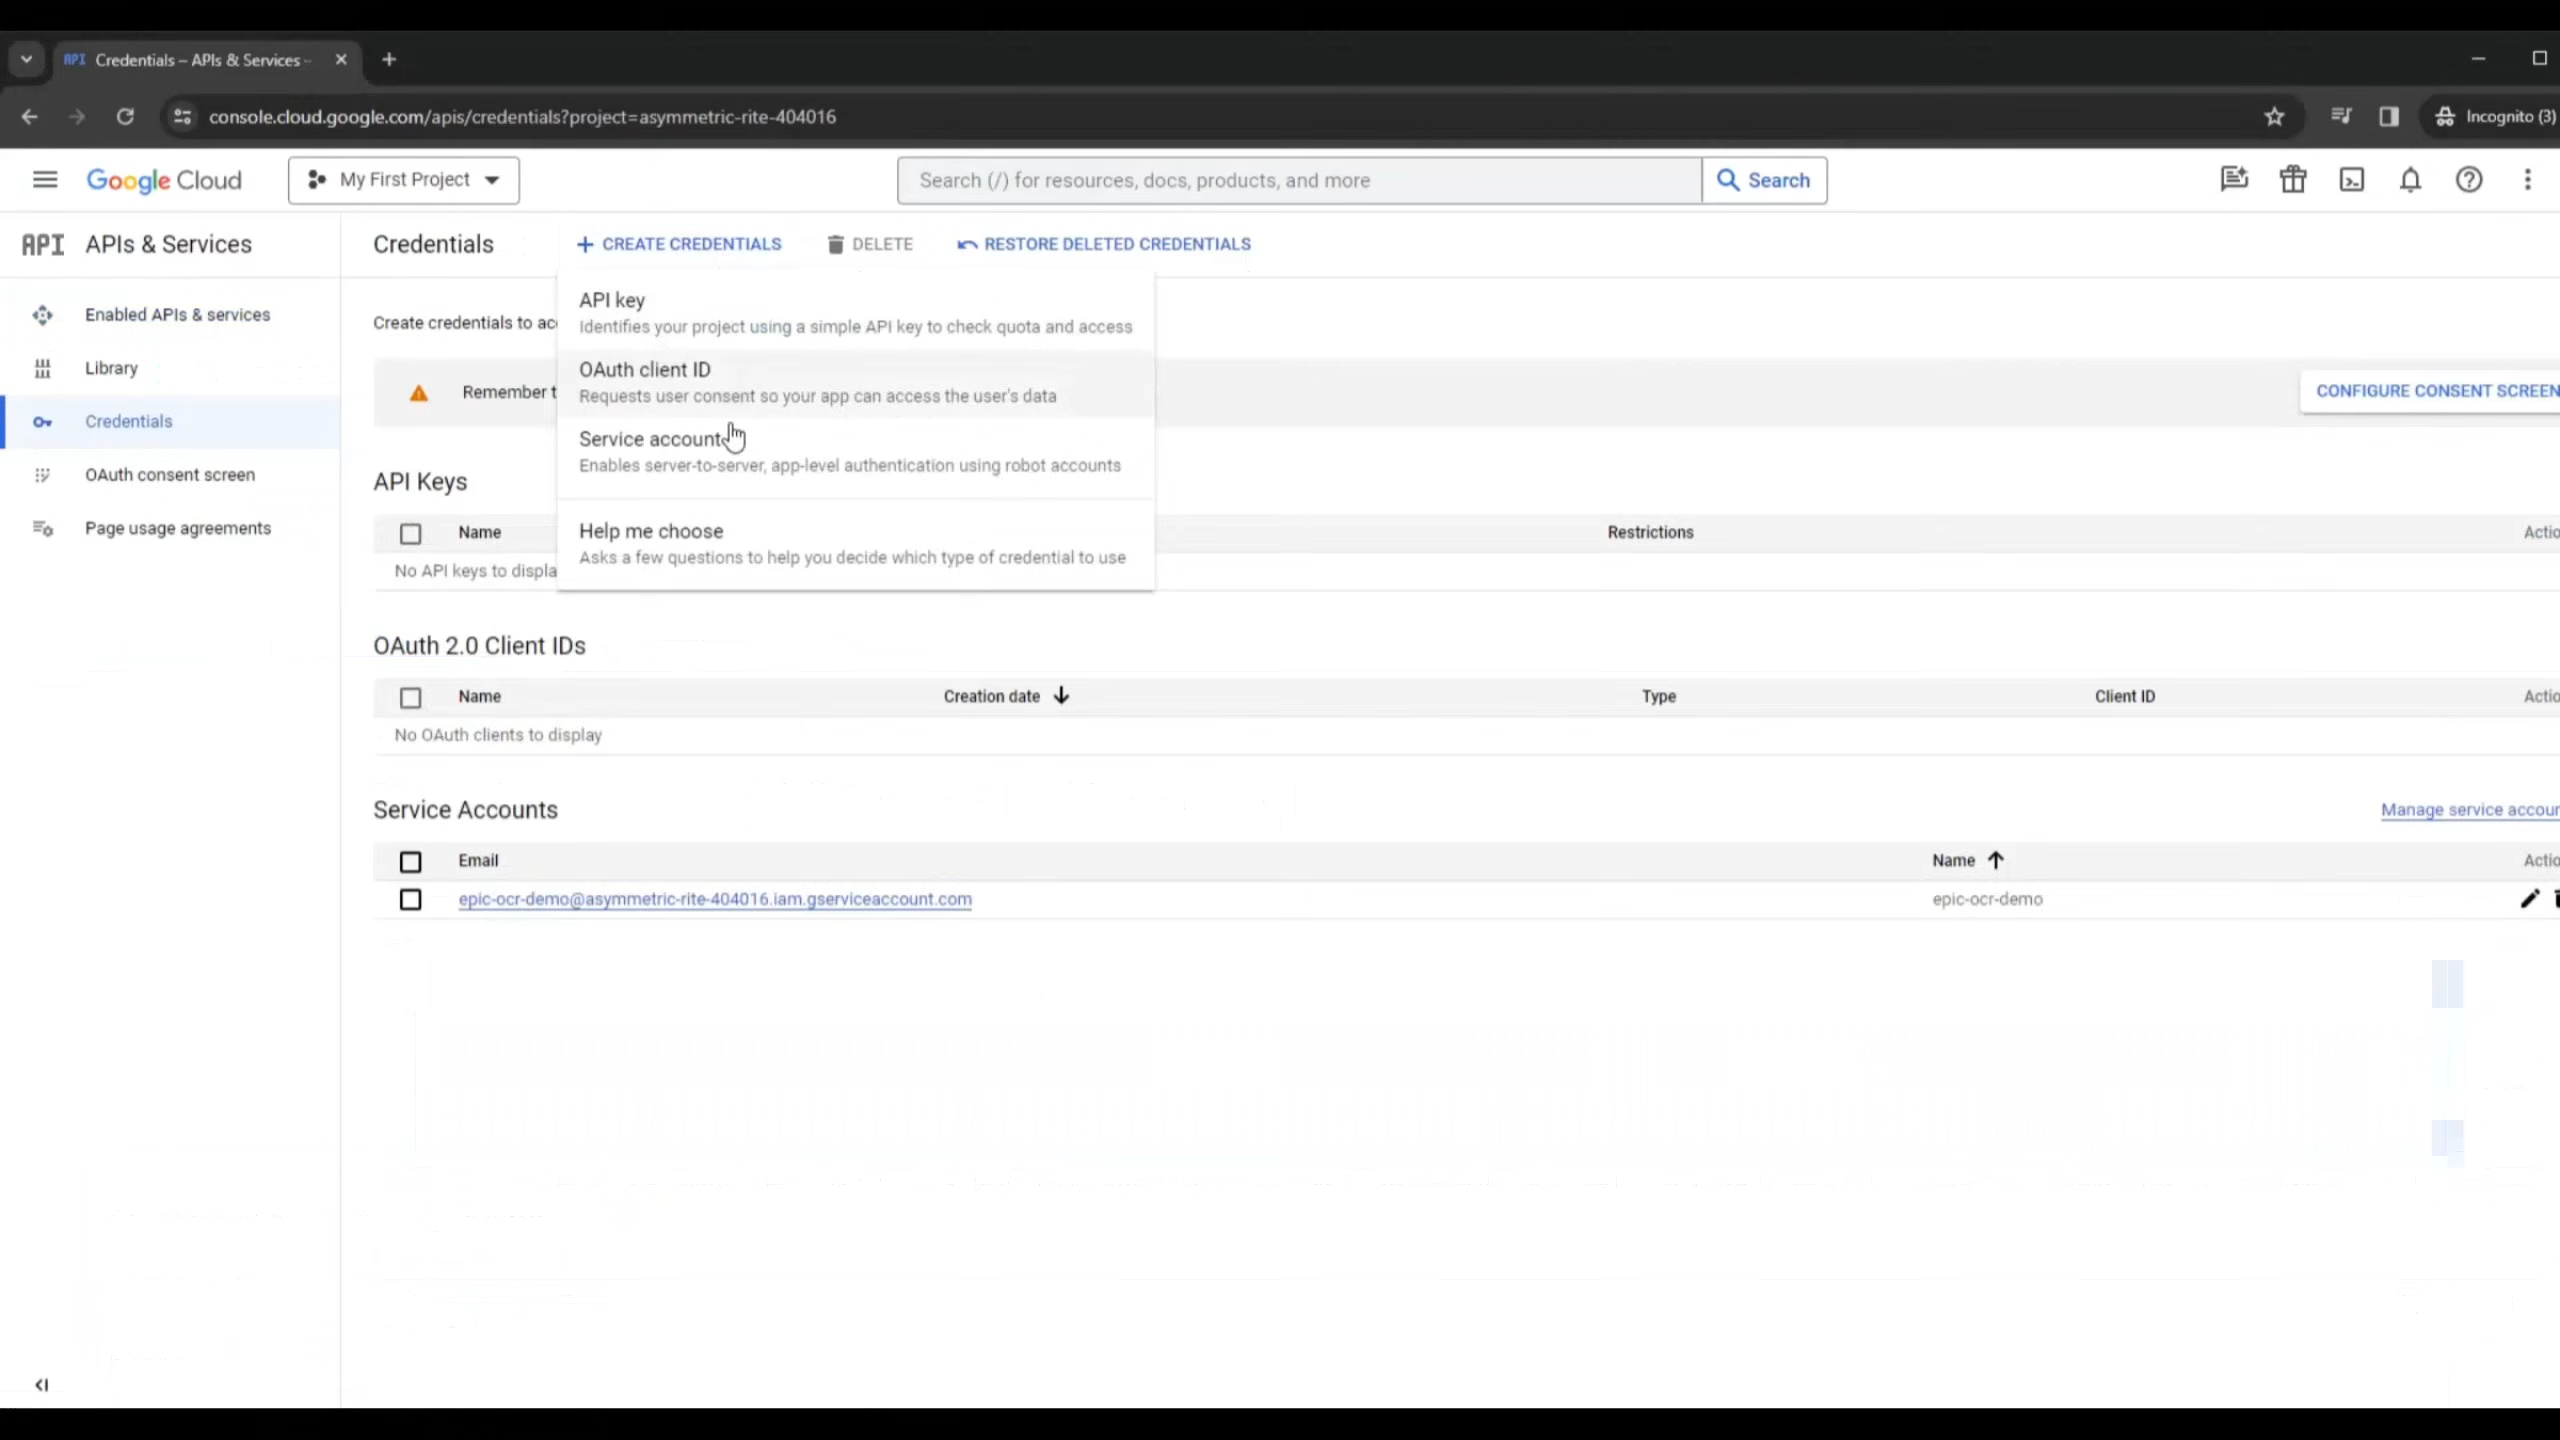 API Credentials – APIs & Services –
console.cloud.google.com/apis/credentials?project=asymmetric-rite-404016
Incognito (3)
Google Cloud
My First Project
Search (/) for resources, docs, products, and more
Search
API APIs & Services
Credentials
+ CREATE CREDENTIALS
DELETE
RESTORE DELETED CREDENTIALS
Enabled APIs & services
Library
Credentials
OAuth consent screen
Page usage agreements
Create credentials to
Remember
CONFIGURE CONSENT SCREEN
API key
Identifies your project using a simple API key to check quota and access
OAuth client ID
Requests user consent so your app can access the user's data
Service account
Enables server-to-server, app-level authentication using robot accounts
Help me choose
Asks a few questions to help you decide which type of credential to use
API Keys
Name Restrictions
No API keys to
OAuth 2.0 Client IDs
Name Creation date Type Client ID
No OAuth clients to display
Service Accounts
Manage service
Email Name
epic-ocr-demo@asymmetric-rite-404016.iam.gserviceaccount.com epic-ocr-demo